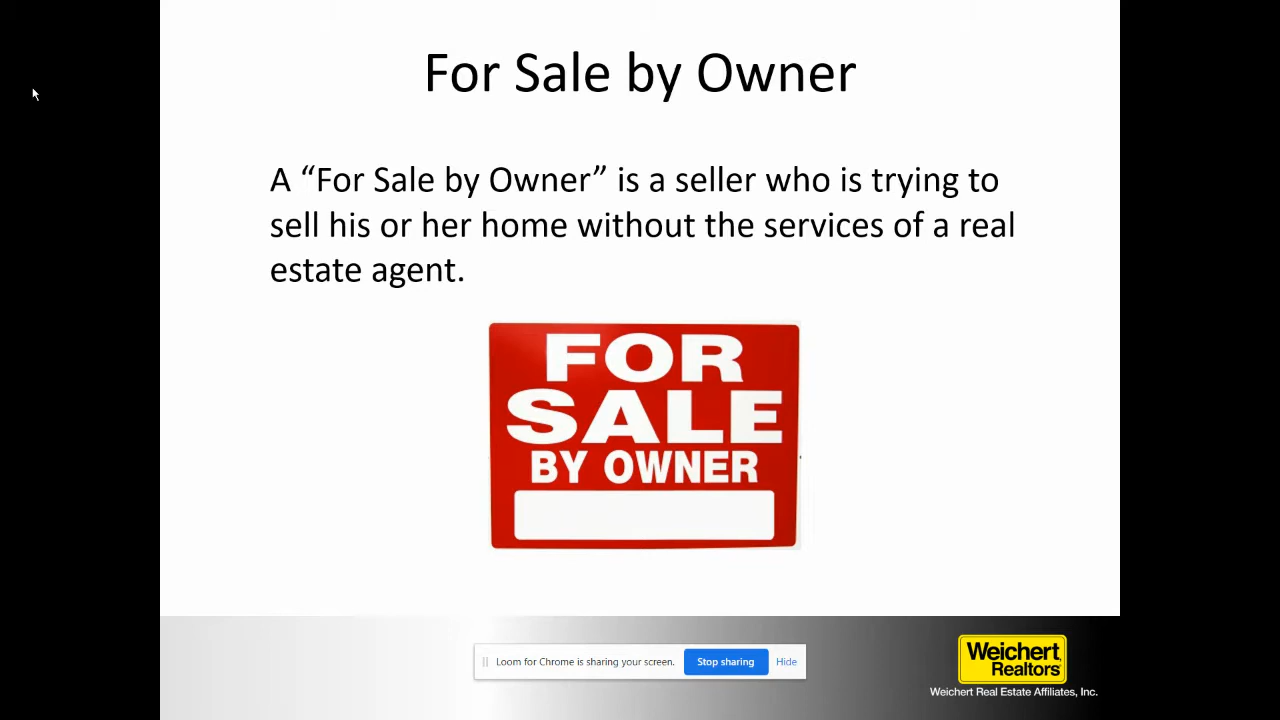 For Sale by Owner
A “For Sale by Owner” is a seller who is trying to
sell his or her home without the services of a real
estate agent.
FOR
SALE
BY OWNER
Loom for Chrome is sharing your screen. Stop sharing Hide
Weichert
Realtors
Weichert Real Estate Affiliates, Inc.